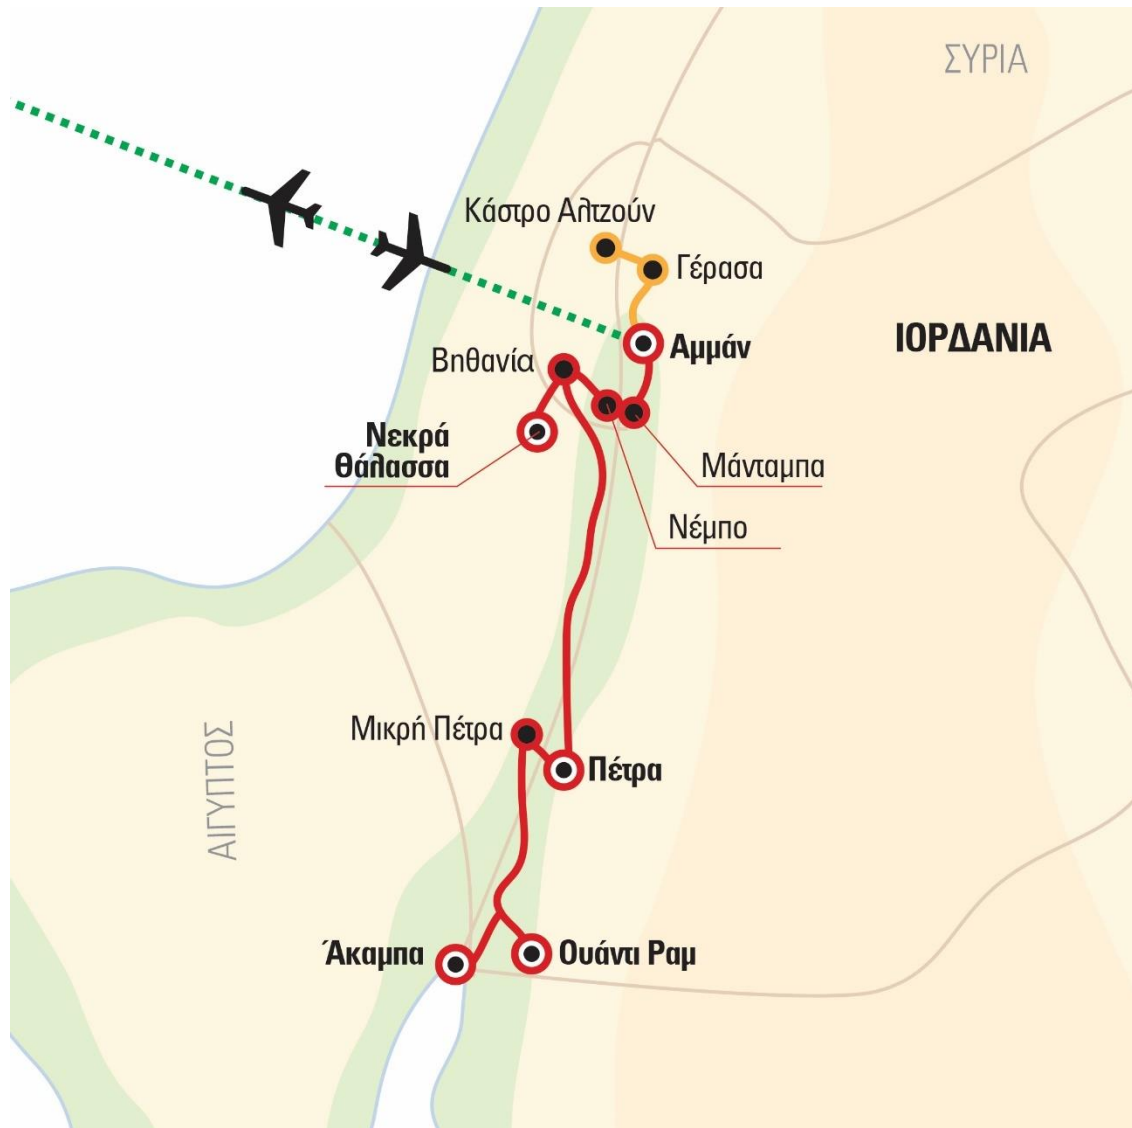 ΣΥΡΙΑ
Κάστρο Αλτζούν
Γέρασα
ΙΟΡΔΑΝΙΑ
Αμμάν
Βηθανία
Νεκρά
Θάλασσα
Μάνταμπα
Νέμπο
Μικρή Πέτρα
Πέτρα
ΑΙΓΥΠΤΟΣ
Άκαμπα
Ουάντι Ραμ